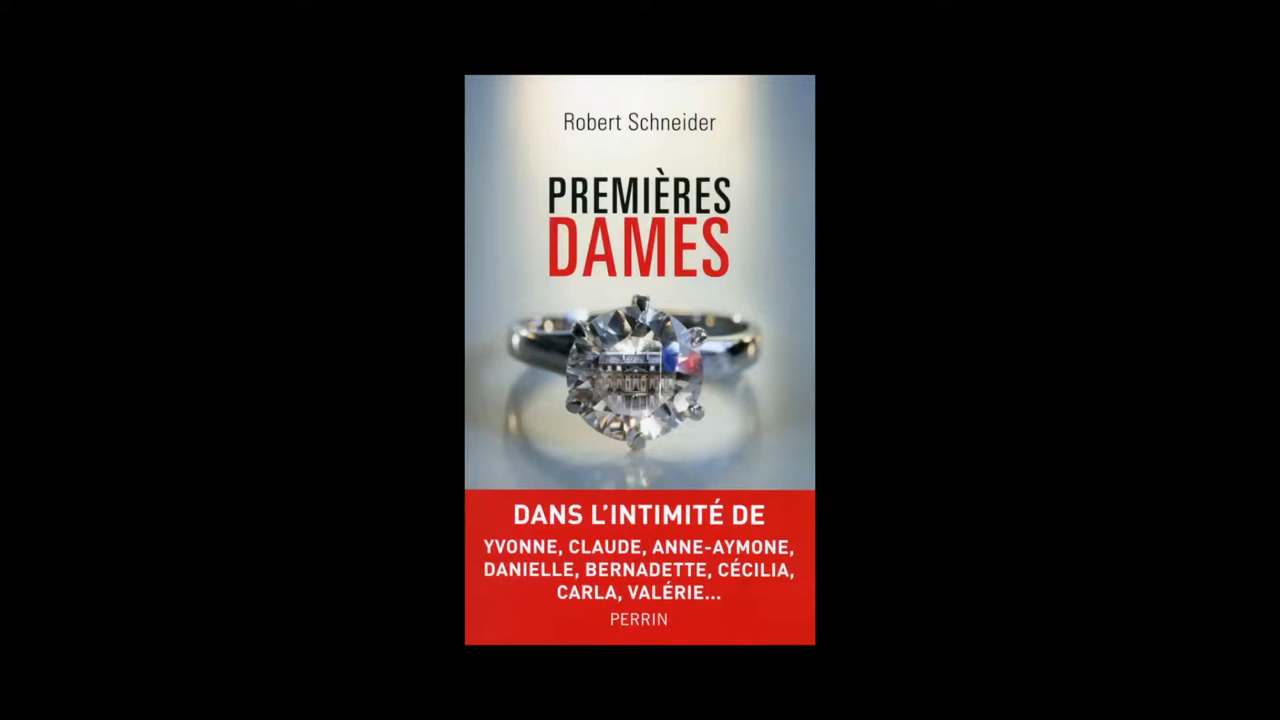 Robert Schneider
PREMIÈRES
DAMES
DANS L'INTIMITÉ DE
YVONNE, CLAUDE, ANNE-AYMONE,
DANIELLE, BERNADETTE, CÉCILIA,
CARLA, VALÉRIE...
PERRIN